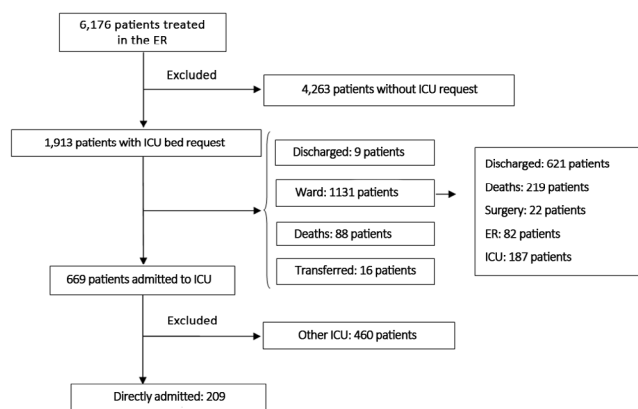 6,176 patients treated
in the ER
Excluded
4,263 patients without ICU request
1,913 patients with ICU bed request
Discharged: 9 patients
Ward: 1131 patients
Deaths: 88 patients
Transferred: 16 patients
Discharged: 621 patients
Deaths: 219 patients
Surgery: 22 patients
ER: 82 patients
ICU: 187 patients
669 patients admitted to ICU
Excluded
Other ICU: 460 patients
Directly admitted: 209